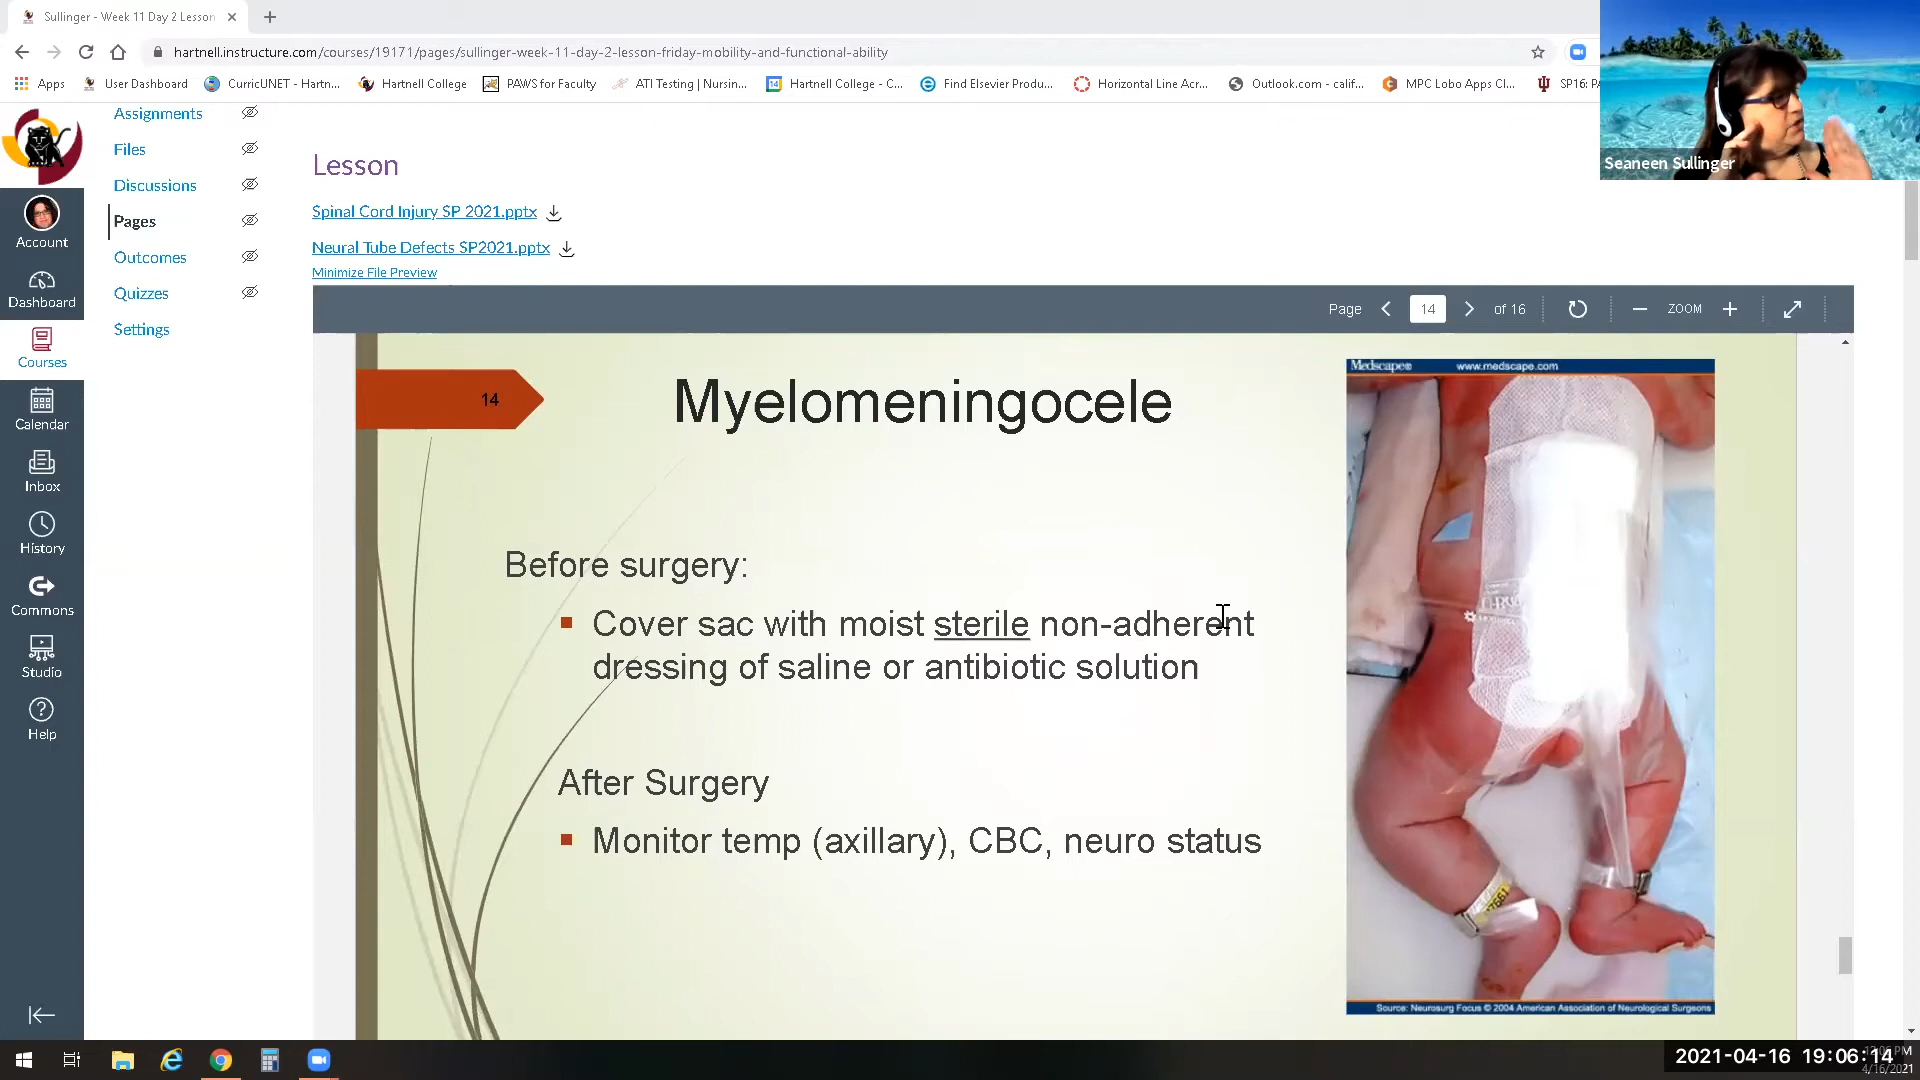 Sullinger - Week 11 Day 2 Lesson
hartnell.instructure.com/courses/19171/pages/sullinger-week-11-day-2-lesson-friday-mobility-and-functional-ability
Apps
User Dashboard
CurricUNET - Hartn...
Hartnell College
PAWS for Faculty
ATI Testing | Nursin...
Hartnell College - C...
Find Elsevier Produ...
Horizontal Line Acr...
Outlook.com - calif...
MPC Lobo Apps Cl...
Seaneen Sullinger
Account
Dashboard
Courses
Calendar
Inbox
History
Commons
Studio
Help
Assignments
Files
Discussions
Pages
Outcomes
Quizzes
Settings
Lesson
Spinal Cord Injury SP 2021.pptx
Neural Tube Defects SP2021.pptx
Minimize File Preview
Page 14 of 16 ZOOM
14
Myelomeningocele
Before surgery:
Cover sac with moist sterile non-adherent
dressing of saline or antibiotic solution
After Surgery
Monitor temp (axillary), CBC, neuro status
Medscape® www.medscape.com
Source: Neurosurg Focus © 2004 American Association of Neurological Surgeons
2021-04-16 19:06:14
4/16/2021